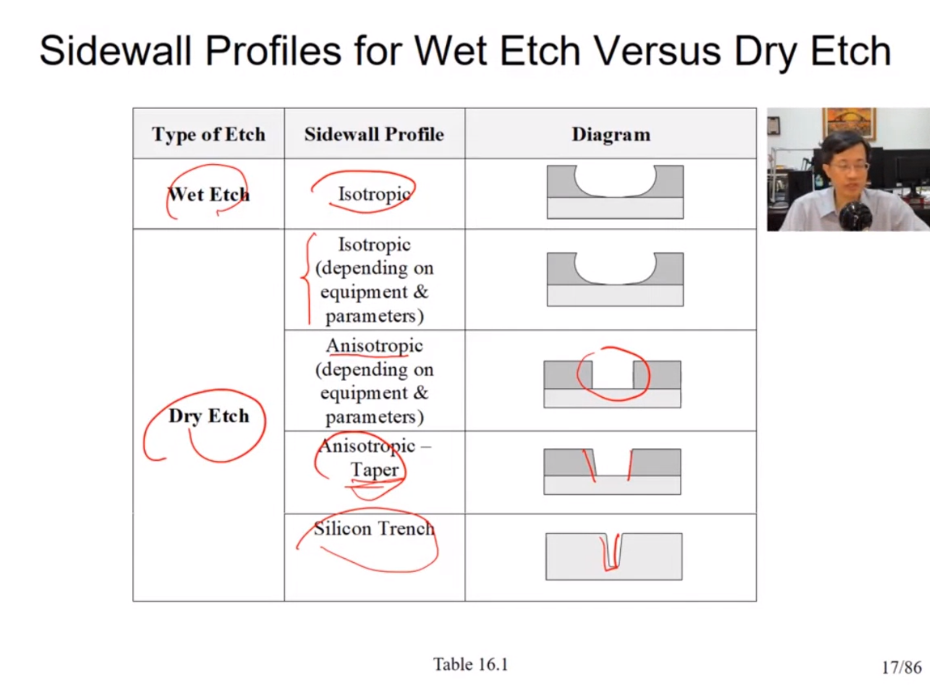 Sidewall Profiles for Wet Etch Versus Dry Etch
Type of Etch
Sidewall Profile
Diagram
Wet Etch
Isotropic
Dry Etch
Isotropic
(depending on
equipment &
parameters)
Anisotropic
(depending on
equipment &
parameters)
Anisotropic –
Taper
Silicon Trench
Table 16.1
17/86